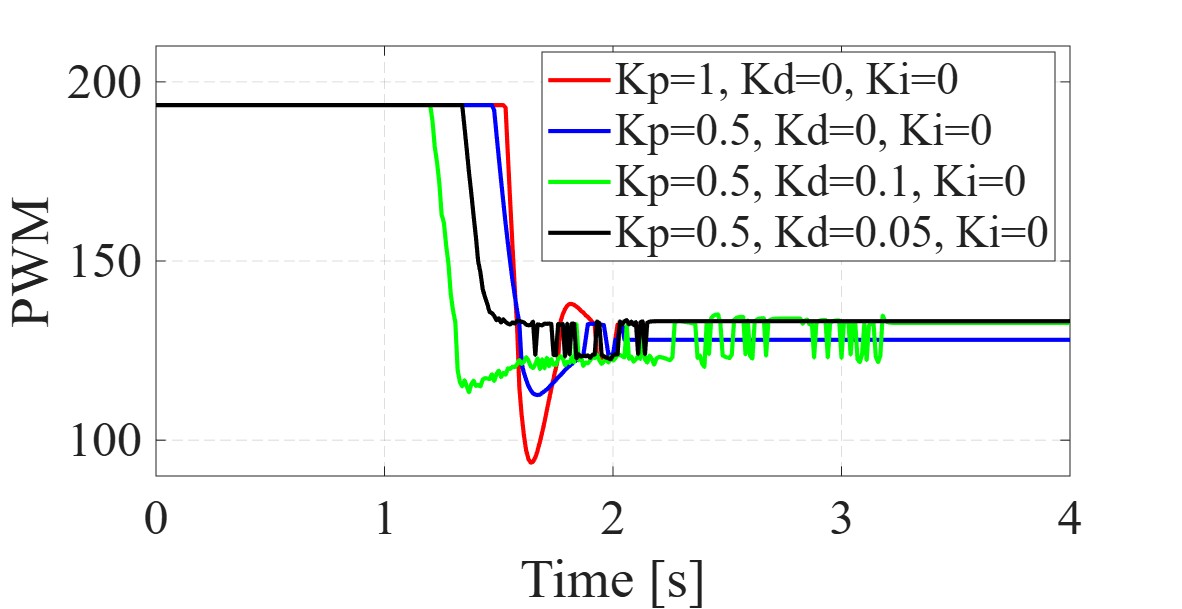 200
150
100
PWM
Kp=1, Kd=0, Ki=0
Kp=0.5, Kd=0, Ki=0
Kp=0.5, Kd=0.1, Ki=0
Kp=0.5, Kd=0.05, Ki=0
0 1 2 3 4
Time [s]